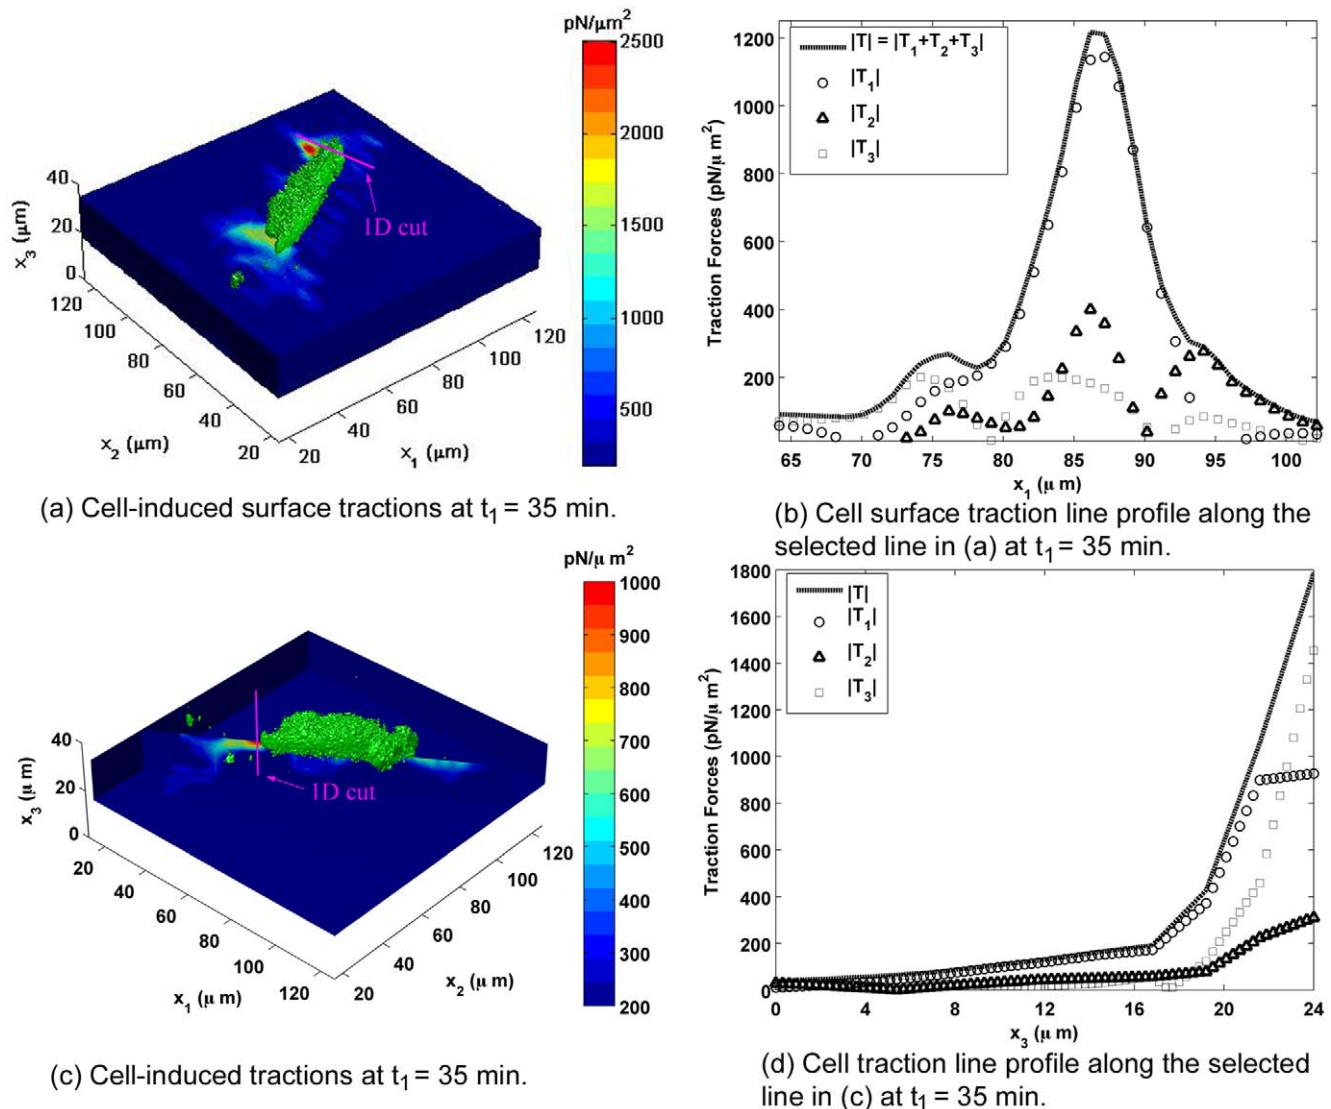 pN/μm²
2500
2000
1500
1000
500
40
20
0
x₃ (μm)
120
100
80
60
40
20
x₂ (μm)
20
40
60
80
100
120
x₁ (μm)
1D cut
(a) Cell-induced surface tractions at t₁ = 35 min.
|T| = |T₁+T₂+T₃|
|T₁|
|T₂|
|T₃|
Traction Forces (pN/μ m²)
1200
1000
800
600
400
200
65 70 75 80 85 90 95 100
x₁ (μ m)
(b) Cell surface traction line profile along the
selected line in (a) at t₁ = 35 min.
pN/μ m²
1000
900
800
700
600
500
400
300
200
40
20
0
x₃ (μ m)
20
40
60
80
100
120
x₁ (μ m)
20
40
60
80
100
120
x₂ (μ m)
1D cut
(c) Cell-induced tractions at t₁ = 35 min.
|T|
|T₁|
|T₂|
|T₃|
Traction Forces (pN/μ m²)
1800
1600
1400
1200
1000
800
600
400
200
0
0 4 8 12 16 20 24
x₃ (μ m)
(d) Cell traction line profile along the selected
line in (c) at t₁ = 35 min.